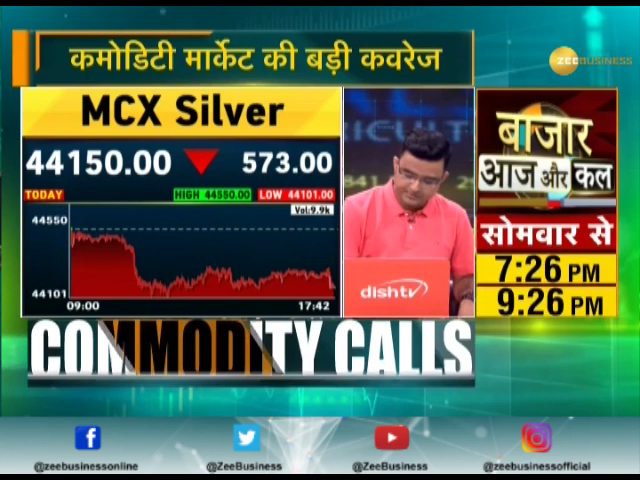 कमोडिटी मार्केट की बड़ी कवरेज
ZEEBUSINESS
MCX Silver
44150.00 ▼ 573.00
TODAY HIGH 44550.00 LOW 44101.00
Vol:9.9k
44550
44101
09:00 17:42
dishtv
बाजार
आज और कल
सोमवार से
7:26 PM
9:26 PM
COMMODITY CALLS
@zeebusinessonline
@ZeeBusiness
@ZeeBusiness
@zeebusinessofficial